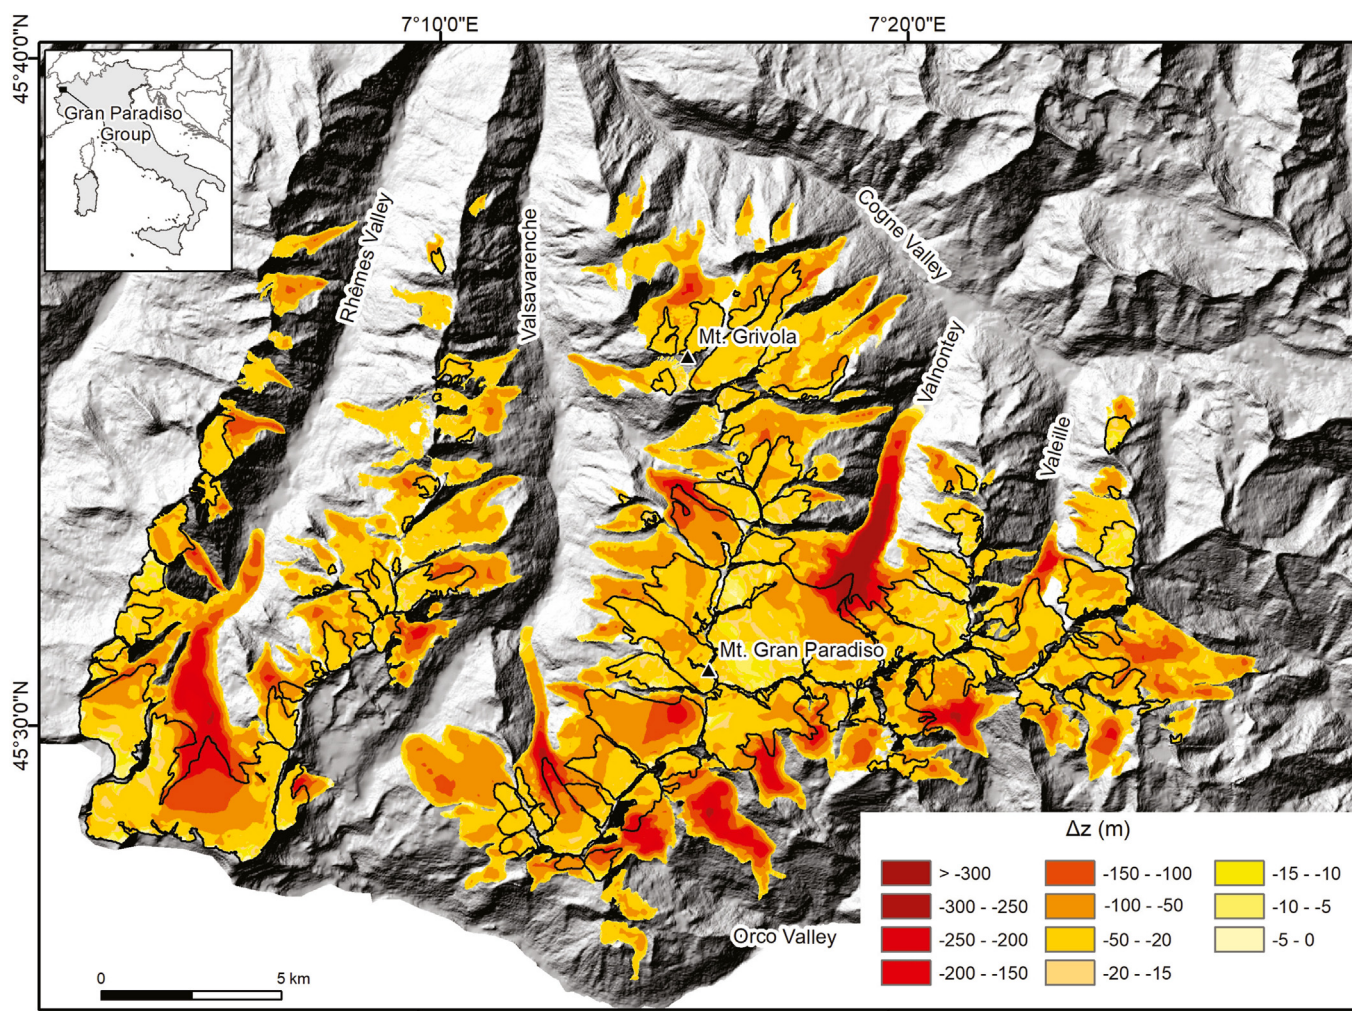 7°10'0"E
7°20'0"E
45°40'0"N
45°30'0"N
Gran Paradiso
Group
Rhêmes Valley
Valsavarenche
Cogne Valley
Mt. Grivola
Valnontey
Valeille
Mt. Gran Paradiso
Orco Valley
0
5 km
Δz (m)
> -300
-300 - -250
-250 - -200
-200 - -150
-150 - -100
-100 - -50
-50 - -20
-20 - -15
-15 - -10
-10 - -5
-5 - 0